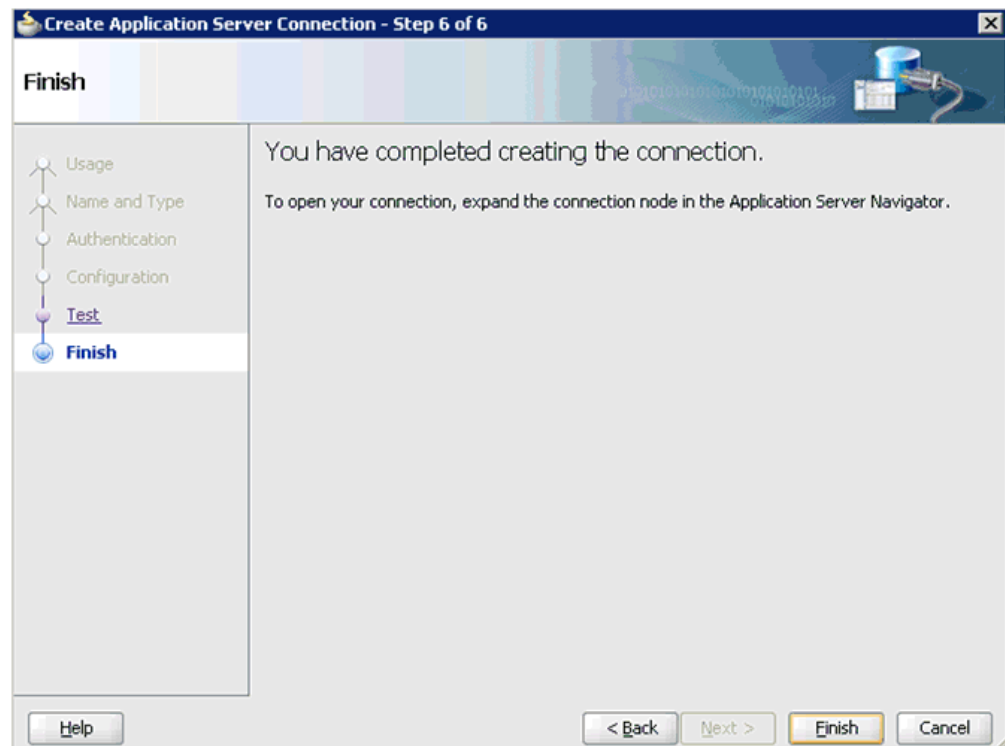 Create Application Server Connection - Step 6 of 6
Finish
Usage
Name and Type
Authentication
Configuration
Test
Finish
You have completed creating the connection.
To open your connection, expand the connection node in the Application Server Navigator.
Help
< Back
Next >
Finish
Cancel